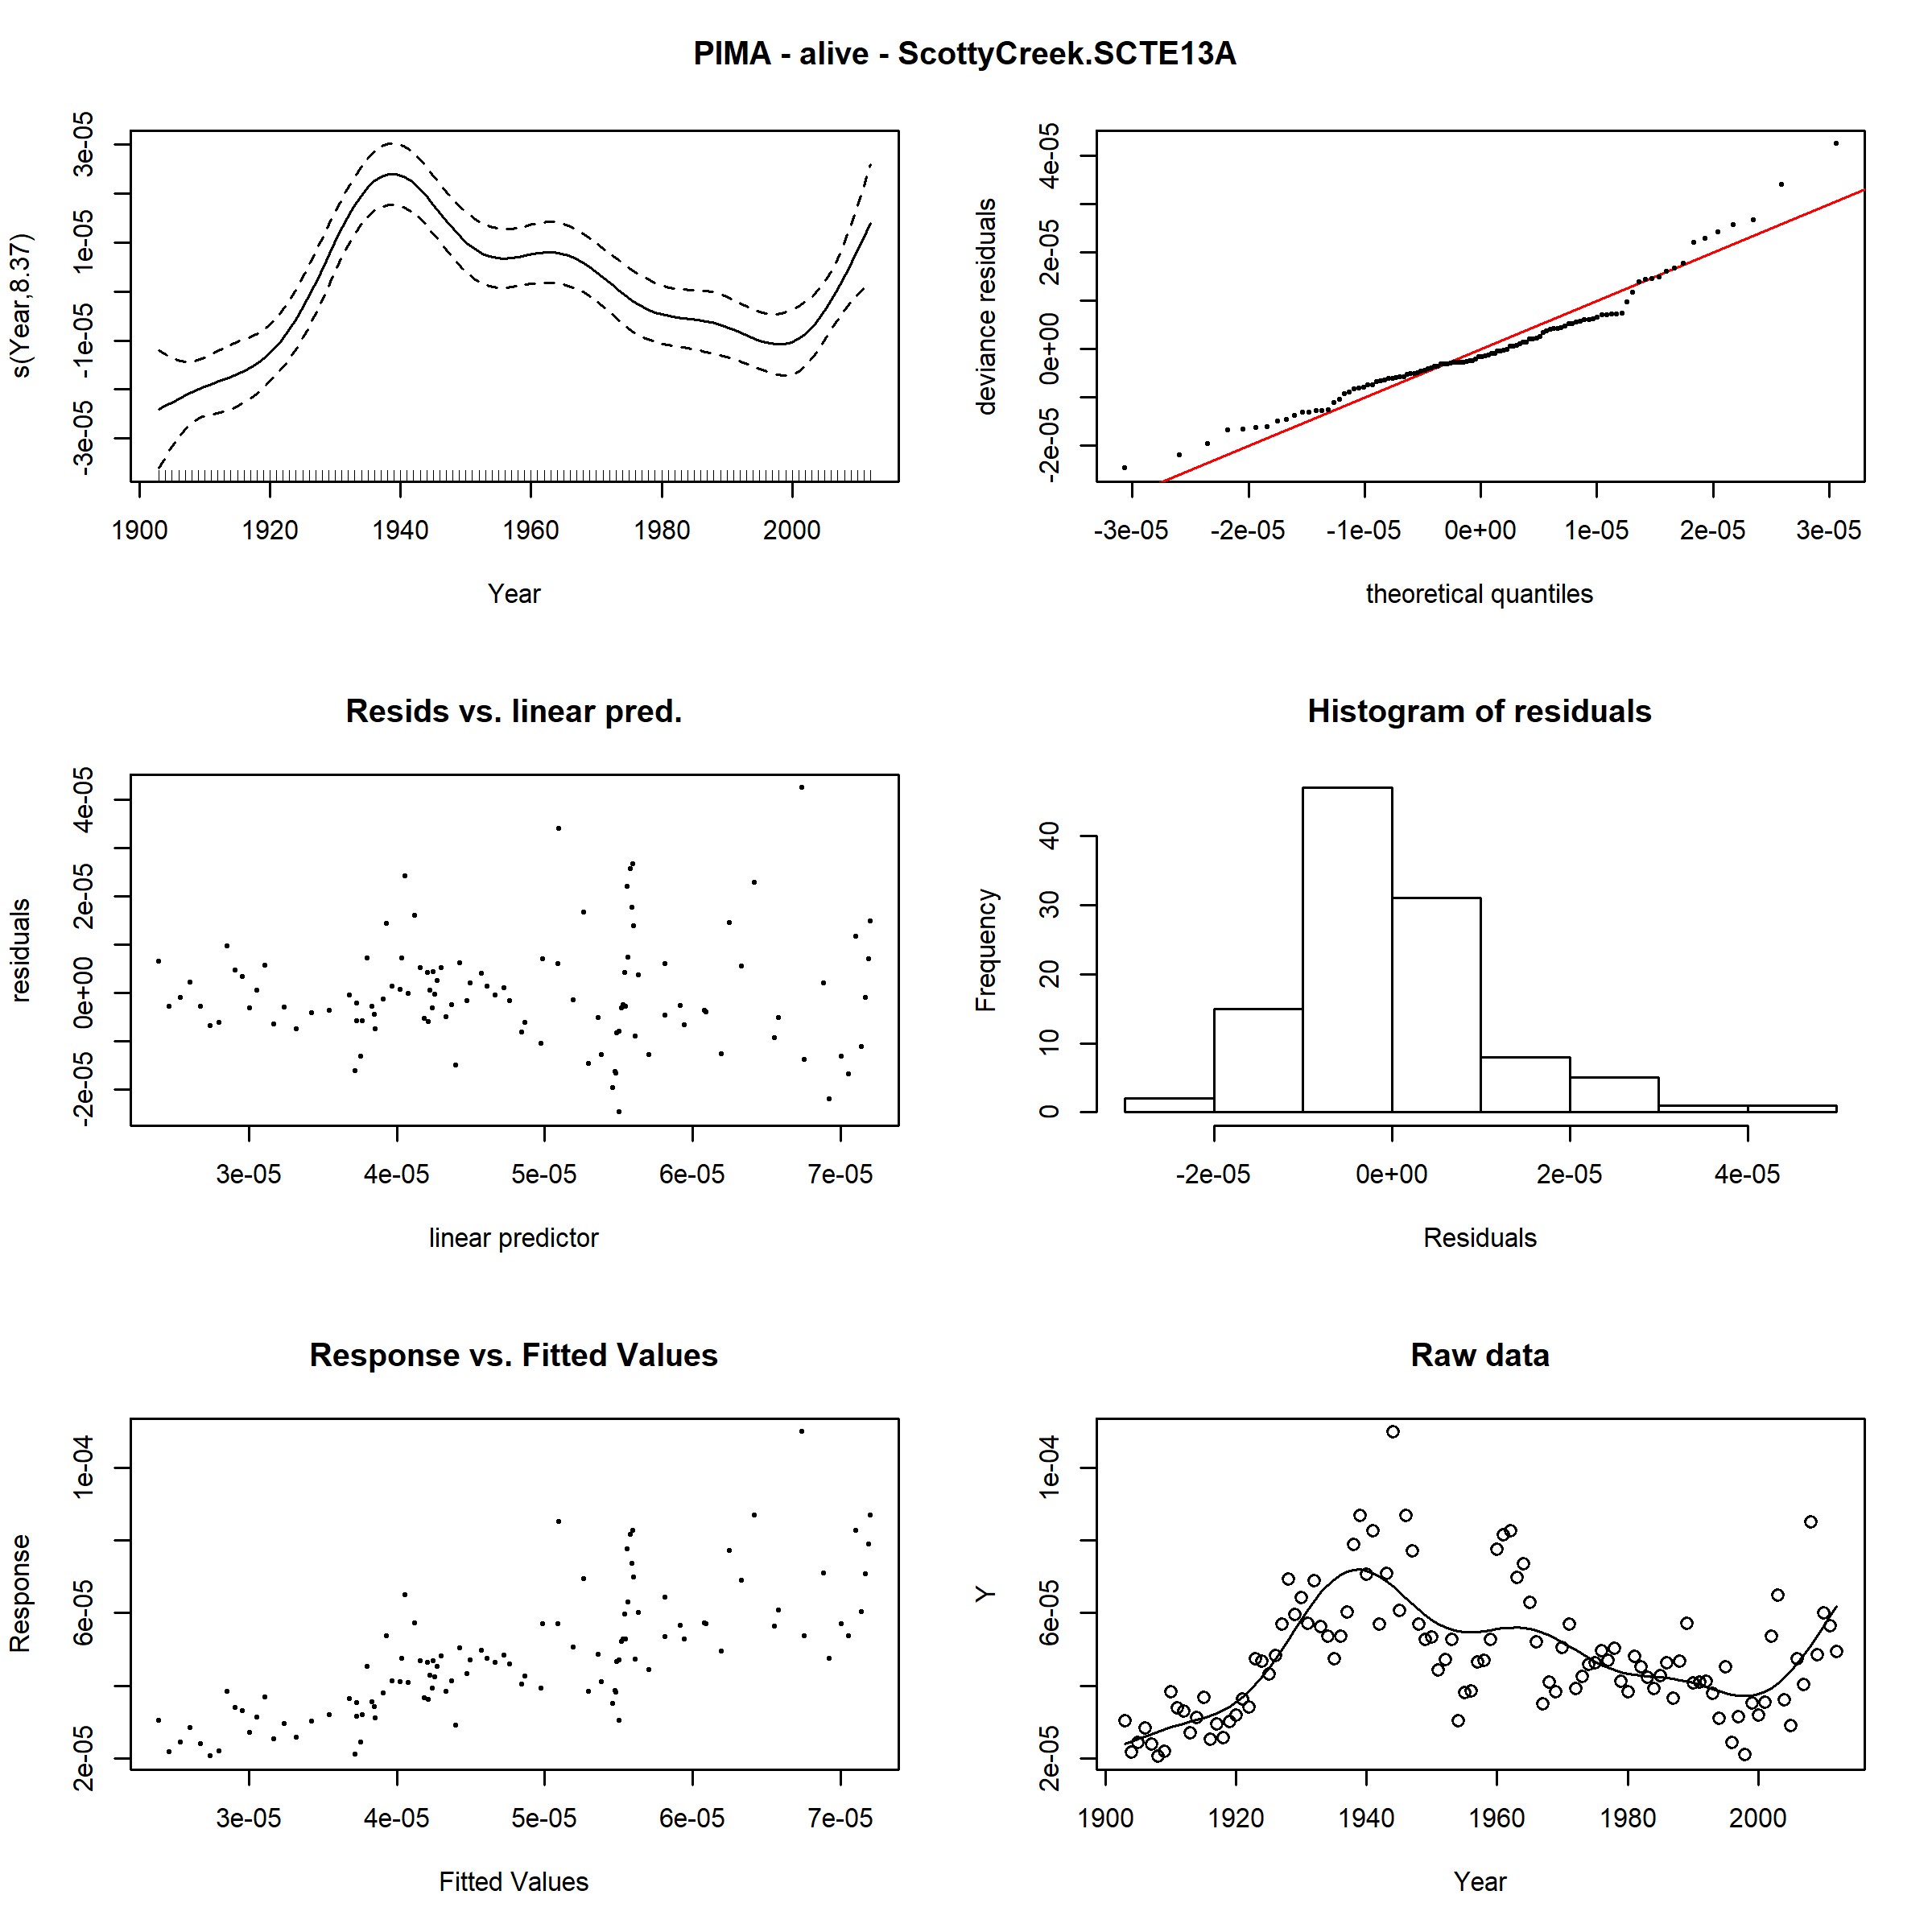 PIMA - alive - ScottyCreek.SCTE13A
s(Year,8.37)
-3e-05 -1e-05 1e-05 3e-05
1900 1920 1940 1960 1980 2000
Year
deviance residuals
-2e-05 0e+00 2e-05 4e-05
-3e-05 -2e-05 -1e-05 0e+00 1e-05 2e-05 3e-05
theoretical quantiles
Resids vs. linear pred.
residuals
-2e-05 0e+00 2e-05 4e-05
3e-05 4e-05 5e-05 6e-05 7e-05
linear predictor
Histogram of residuals
Frequency
0 10 20 30 40
-2e-05 0e+00 2e-05 4e-05
Residuals
Response vs. Fitted Values
Response
2e-05 6e-05 1e-04
3e-05 4e-05 5e-05 6e-05 7e-05
Fitted Values
Raw data
Y
2e-05 6e-05 1e-04
1900 1920 1940 1960 1980 2000
Year